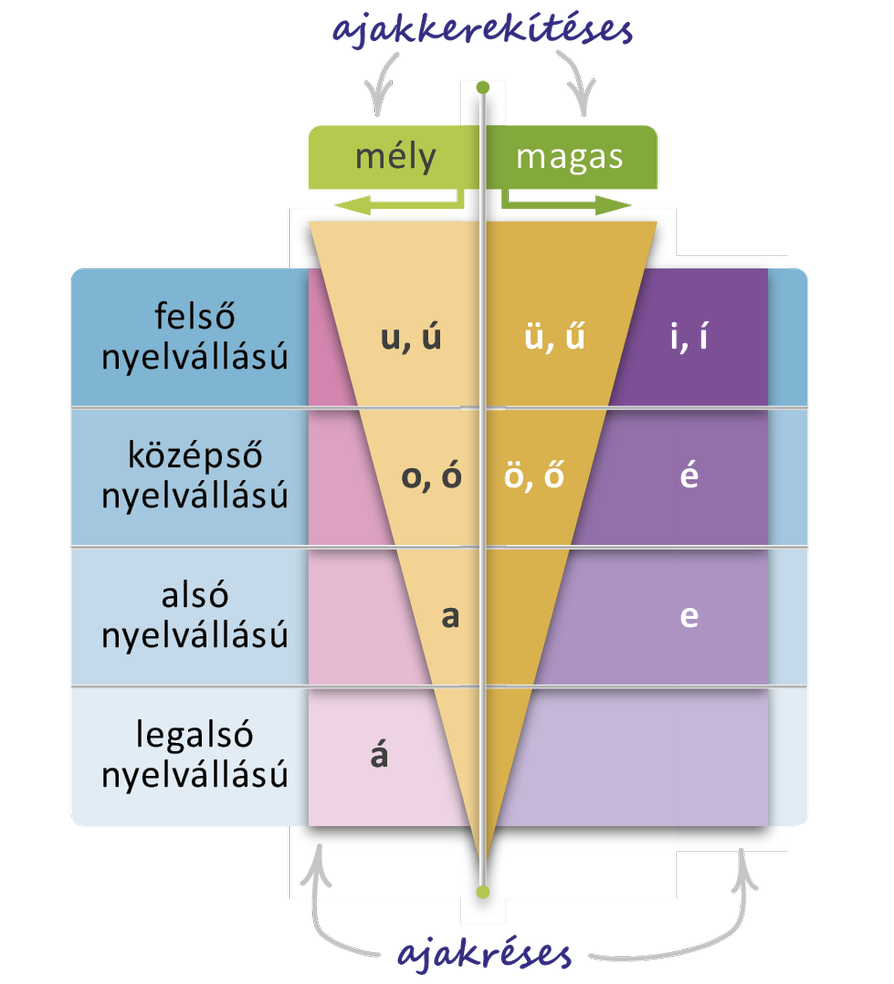 ajakkerekítéses
mély magas
felső
nyelvállású
u, ú ü, ű i, í
középső
nyelvállású
o, ó ö, ő é
alsó
nyelvállású
a e
legalsó
nyelvállású
á
ajakréses